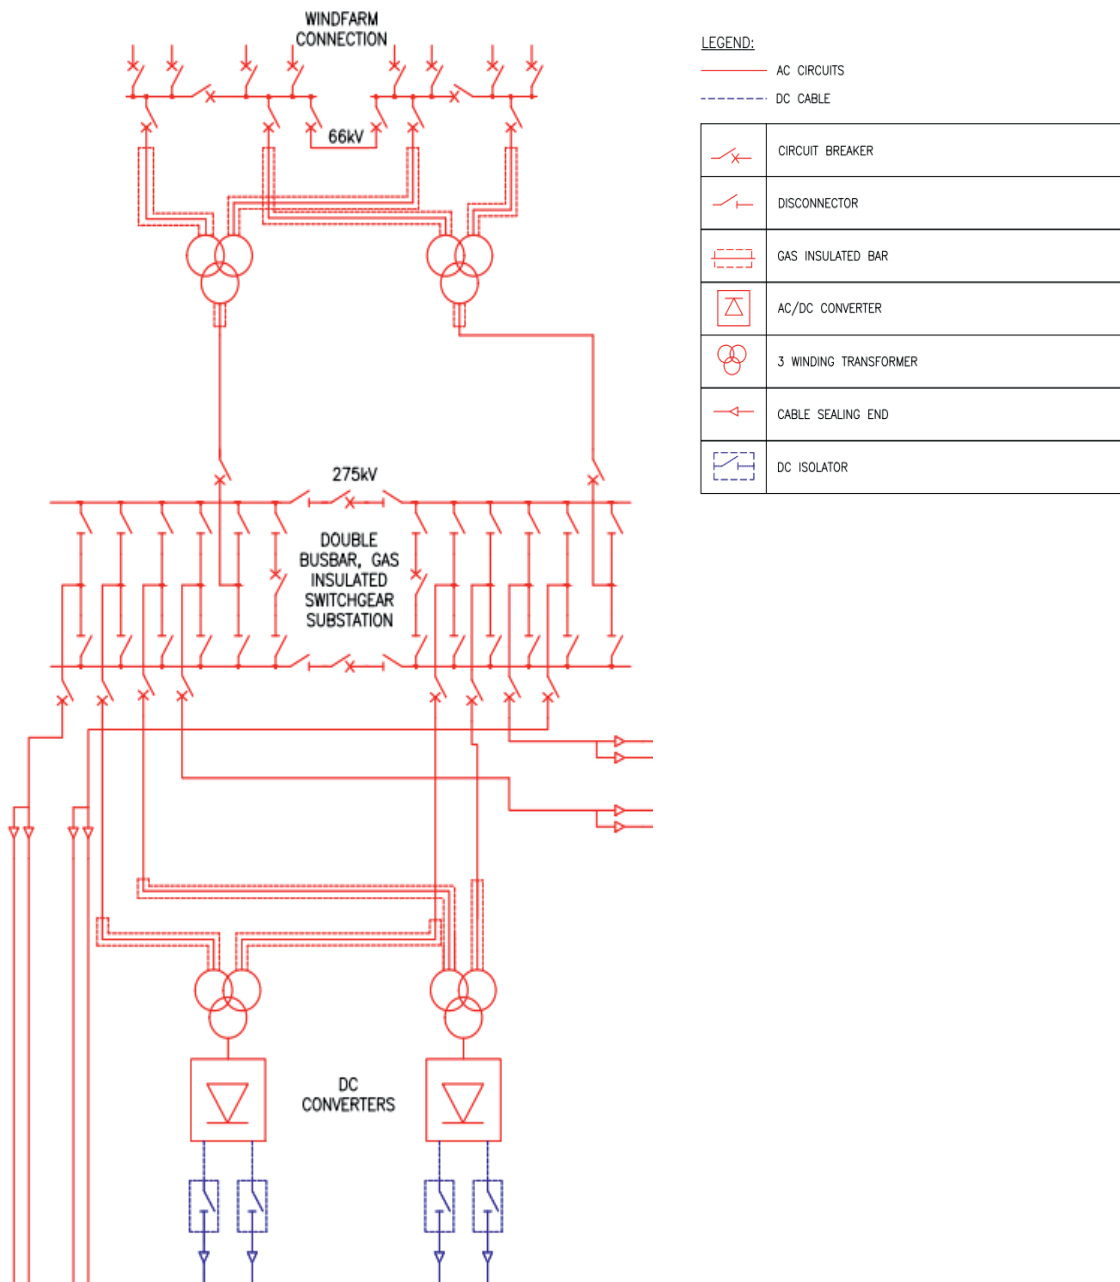 WINDFARM
CONNECTION
66kV
275kV
DOUBLE
BUSBAR, GAS
INSULATED
SWITCHGEAR
SUBSTATION
DC
CONVERTERS
LEGEND:
AC CIRCUITS
DC CABLE
CIRCUIT BREAKER
DISCONNECTOR
GAS INSULATED BAR
AC/DC CONVERTER
3 WINDING TRANSFORMER
CABLE SEALING END
DC ISOLATOR